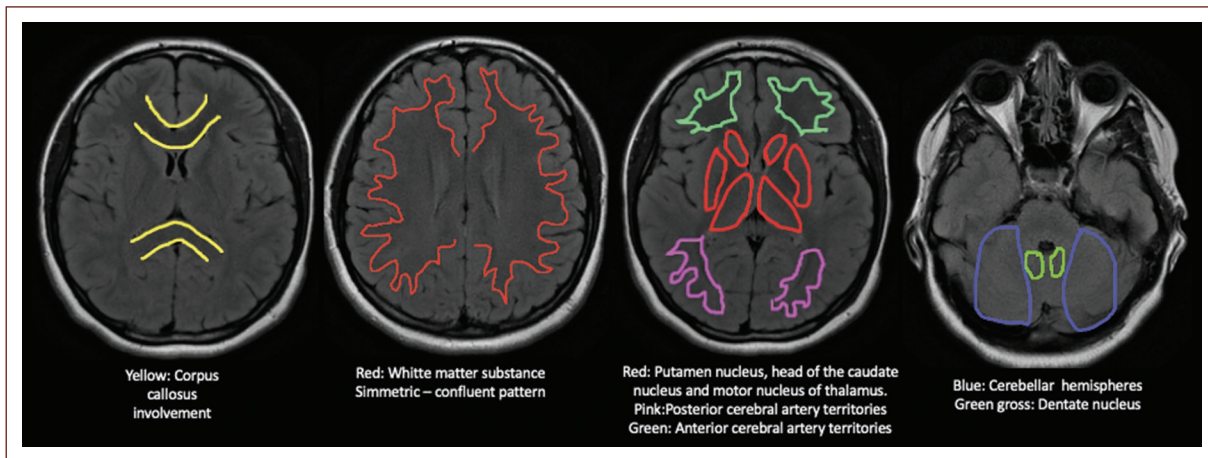 Yellow: Corpus
callosus
involvement
Red: Whitte matter substance
Simmetric – confluent pattern
Red: Putamen nucleus, head of the caudate
nucleus and motor nucleus of thalamus.
Pink:Posterior cerebral artery territories
Green: Anterior cerebral artery territories
Blue: Cerebellar hemispheres
Green gross: Dentate nucleus